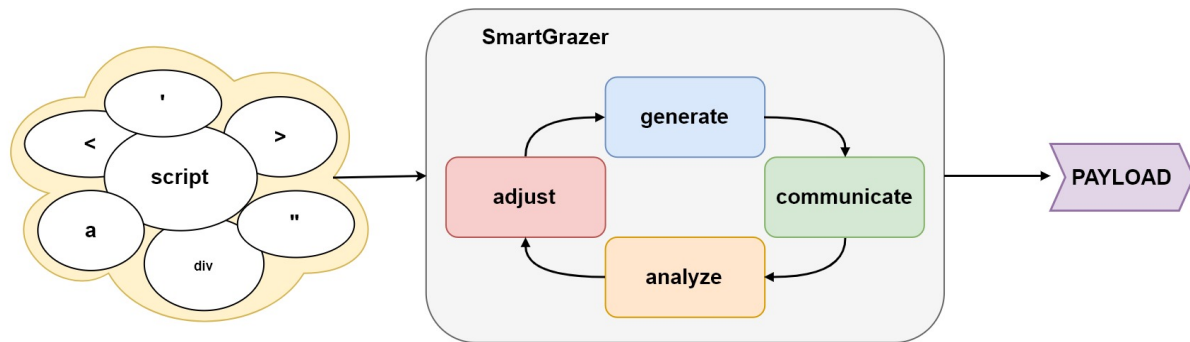 SmartGrazer
'
<
>
script
a
"
div
generate
adjust
communicate
analyze
PAYLOAD